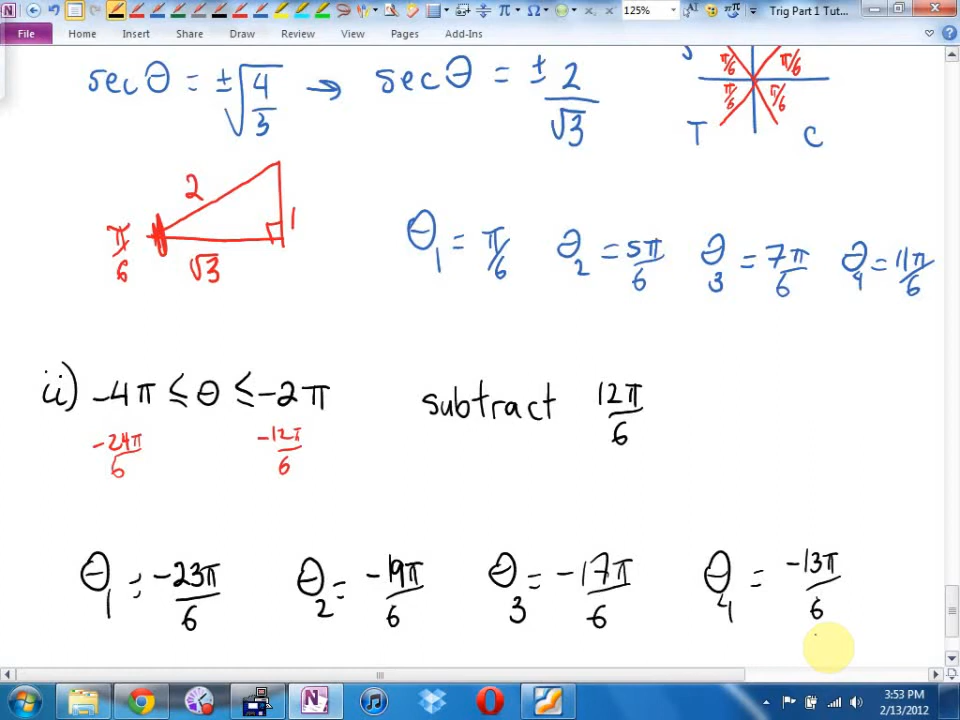 125%
Trig Part 1 Tut...
File Home Insert Share Draw Review View Pages Add-Ins
sec θ = ±√4/3 → sec θ = ±2/√3
π/6 π/6
π/6 π/6
T C
2
π/6 1
√3
θ1 = π/6 θ2 = 5π/6 θ3 = 7π/6 θ4 = 11π/6
ii) -4π ≤ θ ≤ -2π subtract 12π/6
-24π/6 -12π/6
θ1 = -23π/6 θ2 = -19π/6 θ3 = -17π/6 θ4 = -13π/6
3:53 PM
2/13/2012